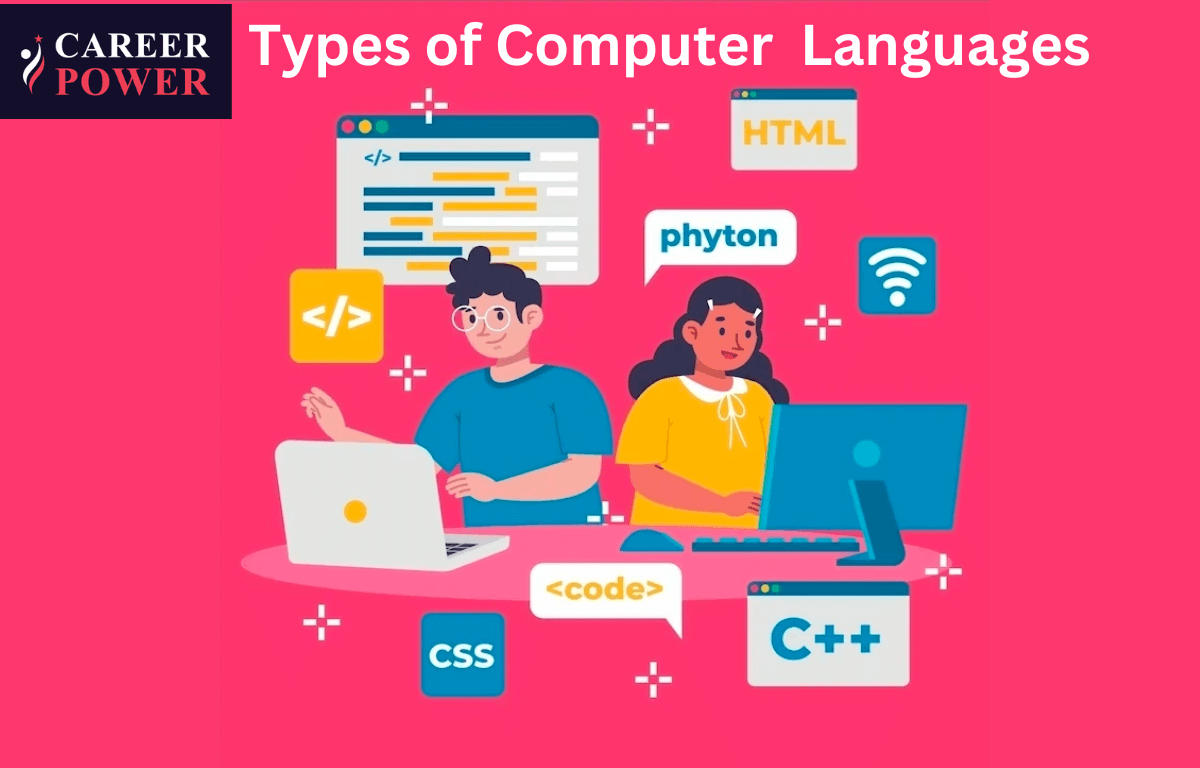 CAREER
POWER
Types of Computer Languages
HTML
</>
phyton
</>
<code>
C++
CSS